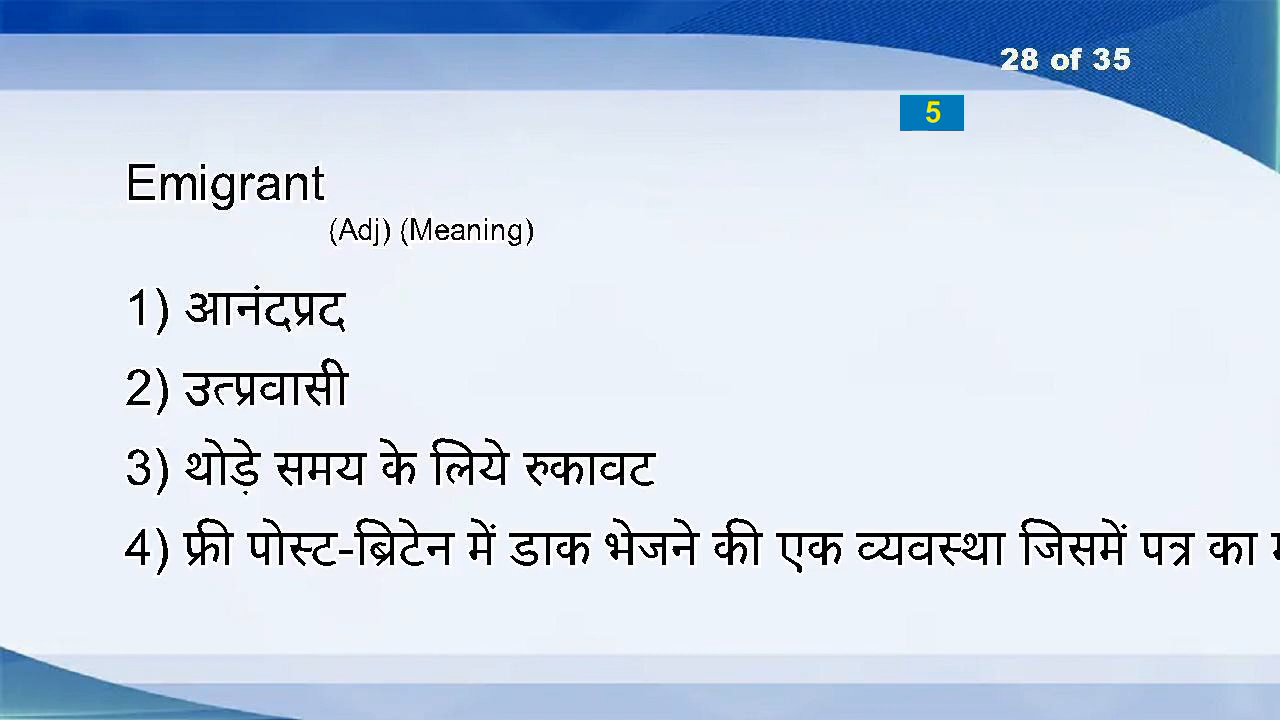 28 of 35
5
Emigrant
(Adj) (Meaning)
1) आनंदप्रद
2) उत्प्रवासी
3) थोड़े समय के लिये रुकावट
4) फ्री पोस्ट-ब्रिटेन में डाक भेजने की एक व्यवस्था जिसमें पत्र का